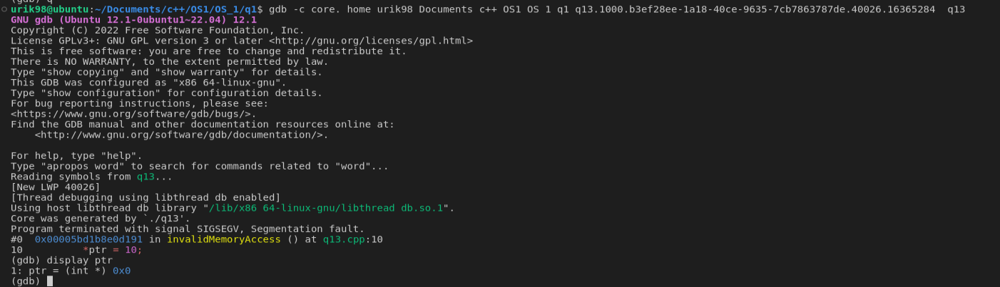 (gdb) q
urik98@ubuntu:~/Documents/c++/OS1/OS_1/q1$ gdb -c core. home urik98 Documents c++ OS1 OS 1 q1 q13.1000.b3ef28ee-1a18-40ce-9635-7cb7863787de.40026.16365284  q13
GNU gdb (Ubuntu 12.1-0ubuntu1~22.04) 12.1
Copyright (C) 2022 Free Software Foundation, Inc.
License GPLv3+: GNU GPL version 3 or later <http://gnu.org/licenses/gpl.html>
This is free software: you are free to change and redistribute it.
There is NO WARRANTY, to the extent permitted by law.
Type "show copying" and "show warranty" for details.
This GDB was configured as "x86 64-linux-gnu".
Type "show configuration" for configuration details.
For bug reporting instructions, please see:
<https://www.gnu.org/software/gdb/bugs/>.
Find the GDB manual and other documentation resources online at:
    <http://www.gnu.org/software/gdb/documentation/>.
For help, type "help".
Type "apropos word" to search for commands related to "word"...
Reading symbols from q13...
[New LWP 40026]
[Thread debugging using libthread db enabled]
Using host libthread db library "/lib/x86 64-linux-gnu/libthread db.so.1".
Core was generated by `./q13'.
Program terminated with signal SIGSEGV, Segmentation fault.
#0  0x00005bd1b8e0d191 in invalidMemoryAccess () at q13.cpp:10
10          *ptr = 10;
(gdb) display ptr
1: ptr = (int *) 0x0
(gdb)